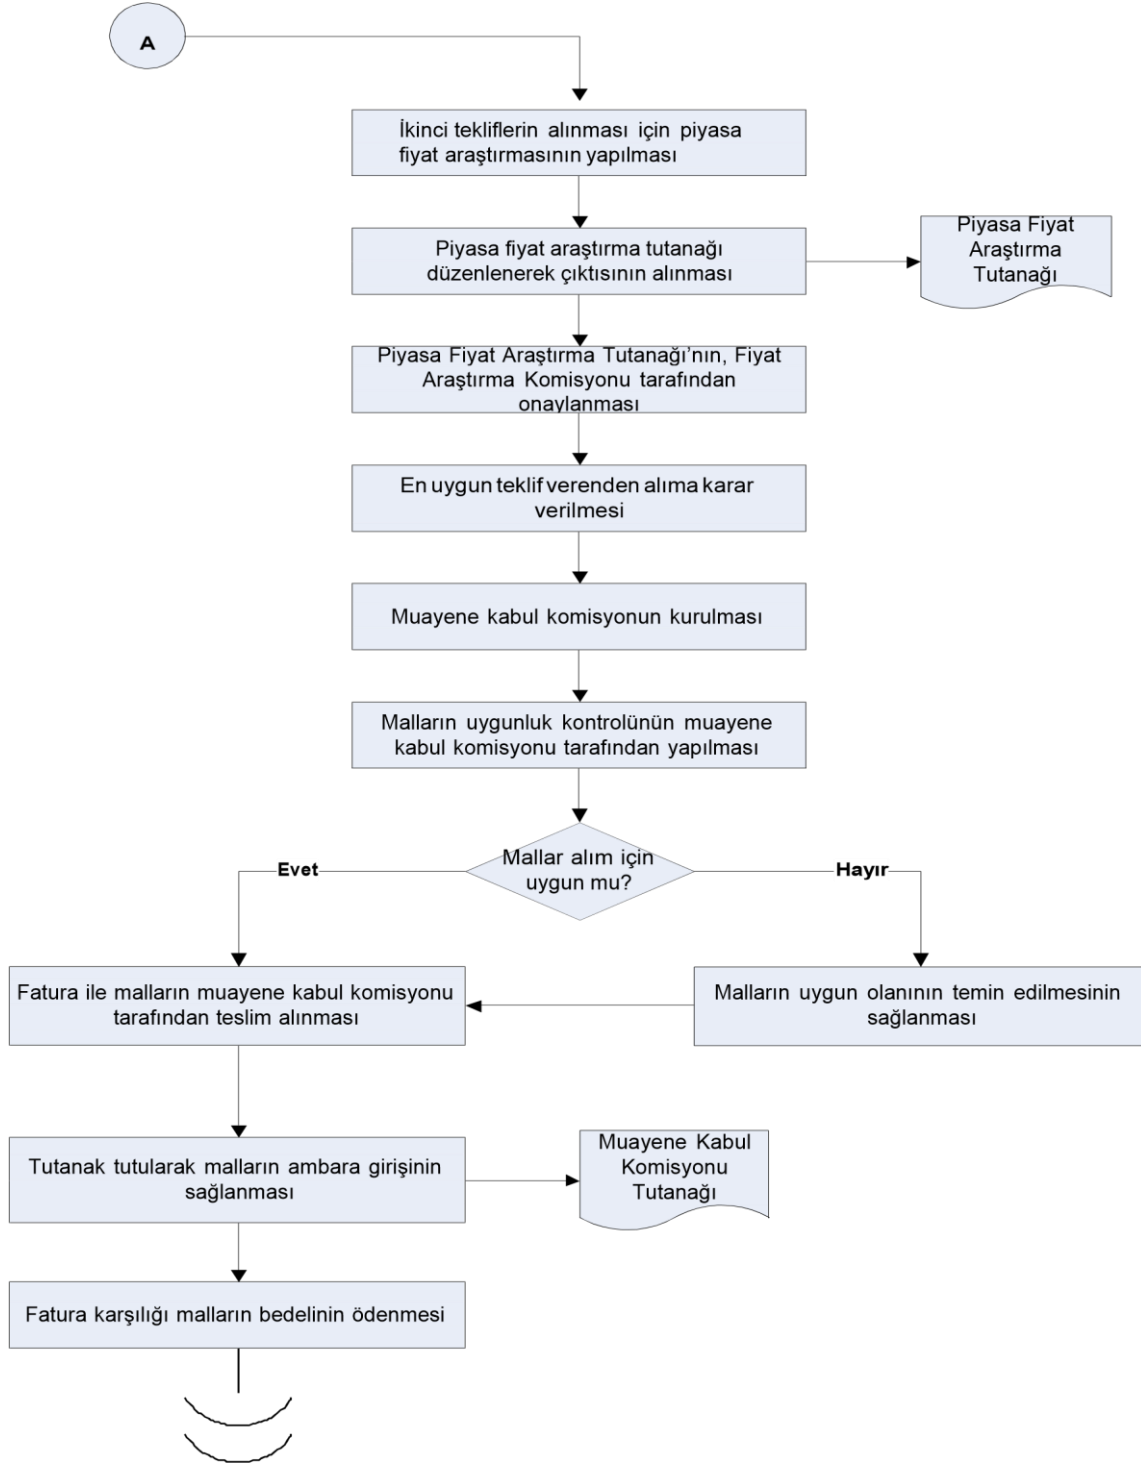 A
İkinci tekliflerin alınması için piyasa
fiyat araştırmasının yapılması
Piyasa fiyat araştırma tutanağı
düzenlenerek çıktısının alınması
Piyasa Fiyat
Araştırma
Tutanağı
Piyasa Fiyat Araştırma Tutanağı’nın, Fiyat
Araştırma Komisyonu tarafından
onaylanması
En uygun teklif verenden alıma karar
verilmesi
Muayene kabul komisyonun kurulması
Malların uygunluk kontrolünün muayene
kabul komisyonu tarafından yapılması
Mallar alım için
uygun mu?
Evet
Hayır
Fatura ile malların muayene kabul komisyonu
tarafından teslim alınması
Malların uygun olanının temin edilmesinin
sağlanması
Tutanak tutularak malların ambara girişinin
sağlanması
Muayene Kabul
Komisyonu
Tutanağı
Fatura karşılığı malların bedelinin ödenmesi